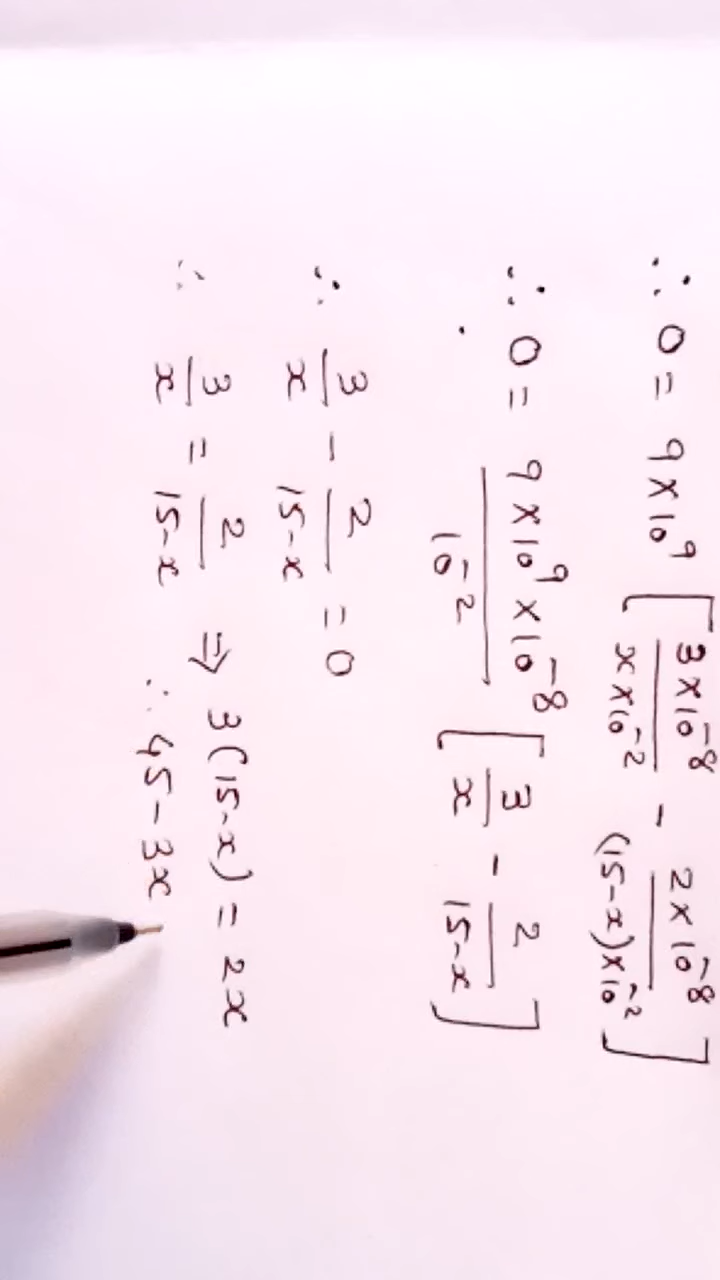 ∴ 0 = 9×10⁹ [ 3×10⁻⁸ / x×10⁻² - 2×10⁻⁸ / (15-x)×10⁻² ]
∴ 0 = 9×10⁹×10⁻⁸ / 10⁻² [ 3/x - 2/15-x ]
∴ 3/x - 2/15-x = 0
∴ 3/x = 2/15-x ⇒ 3(15-x) = 2x
∴ 45-3x